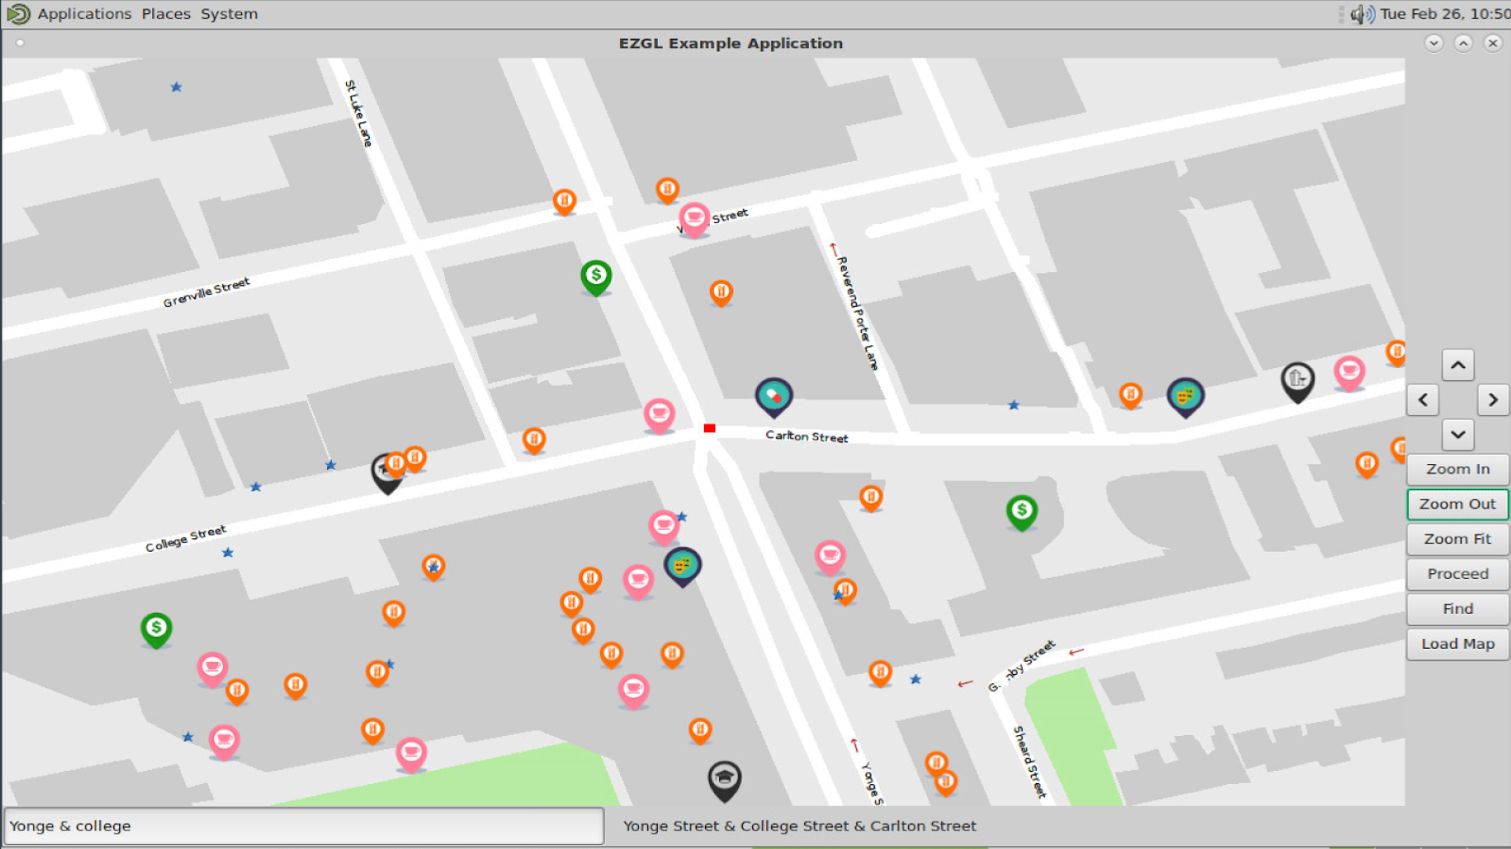 Applications Places System
Tue Feb 26, 10:50
EZGL Example Application
St Luke Lane
Street
Grenville Street
Reverend Porter Lane
Carlton Street
College Street
Zoom In
Zoom Out
Zoom Fit
Proceed
Find
Load Map
Street
Sheard Street
Yonge S
Yonge & college
Yonge Street & College Street & Carlton Street